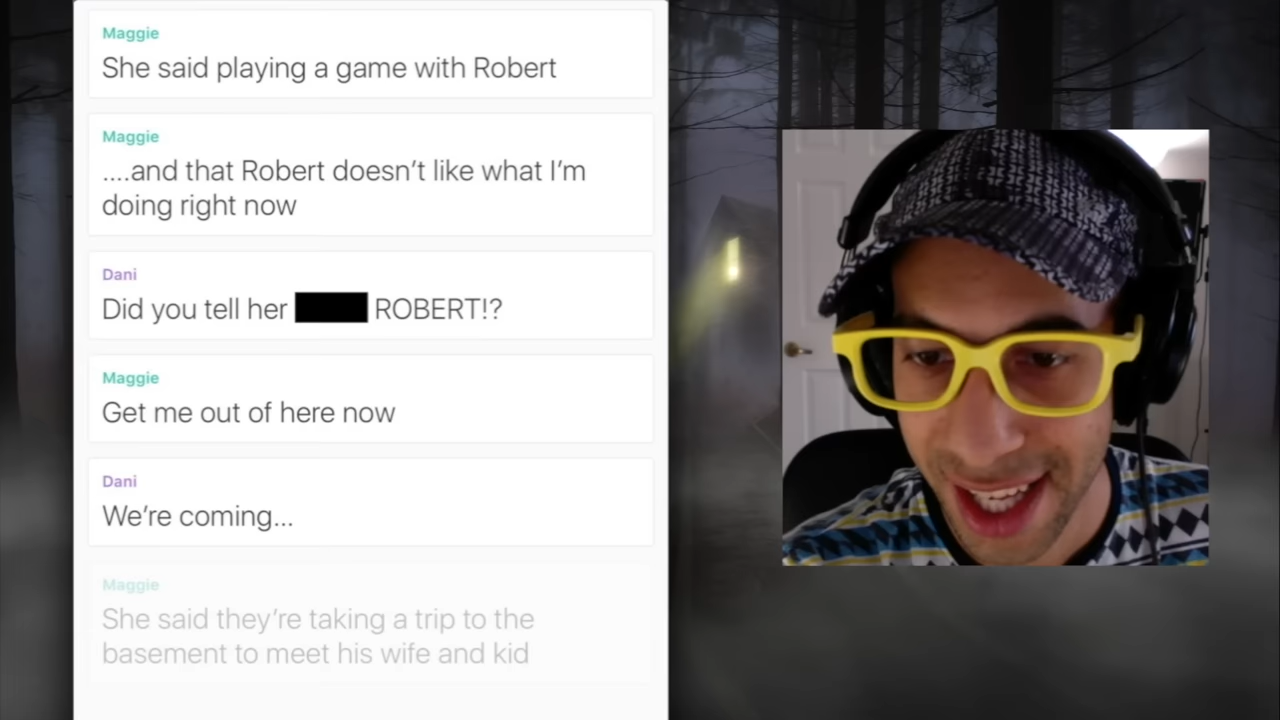 Maggie
She said playing a game with Robert
Maggie
....and that Robert doesn't like what I'm
doing right now
Dani
Did you tell her ROBERT!?
Maggie
Get me out of here now
Dani
We're coming...
Maggie
She said they're taking a trip to the
basement to meet his wife and kid